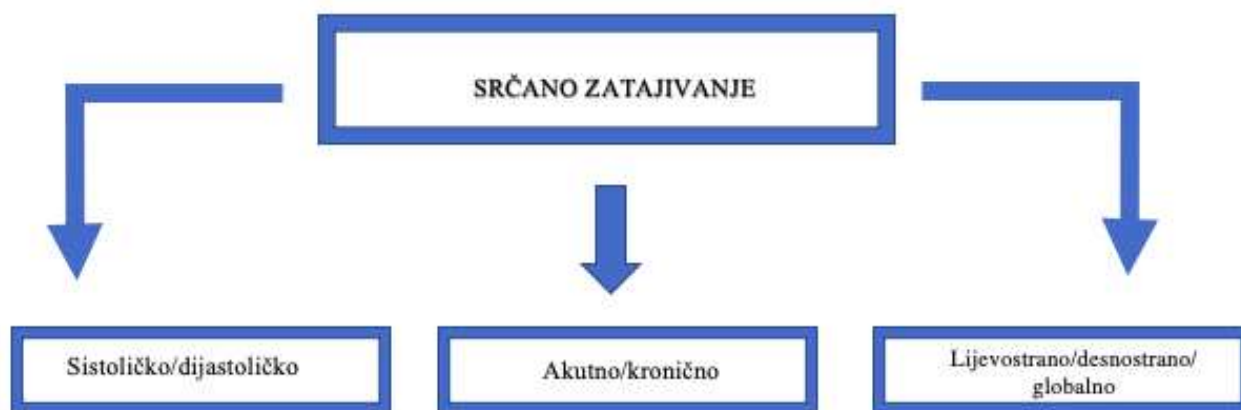 SRČANO ZATAJIVANJE
Sistoličko/dijastoličko
Akutno/kronično
Lijevostrano/desnostrano/
globalno